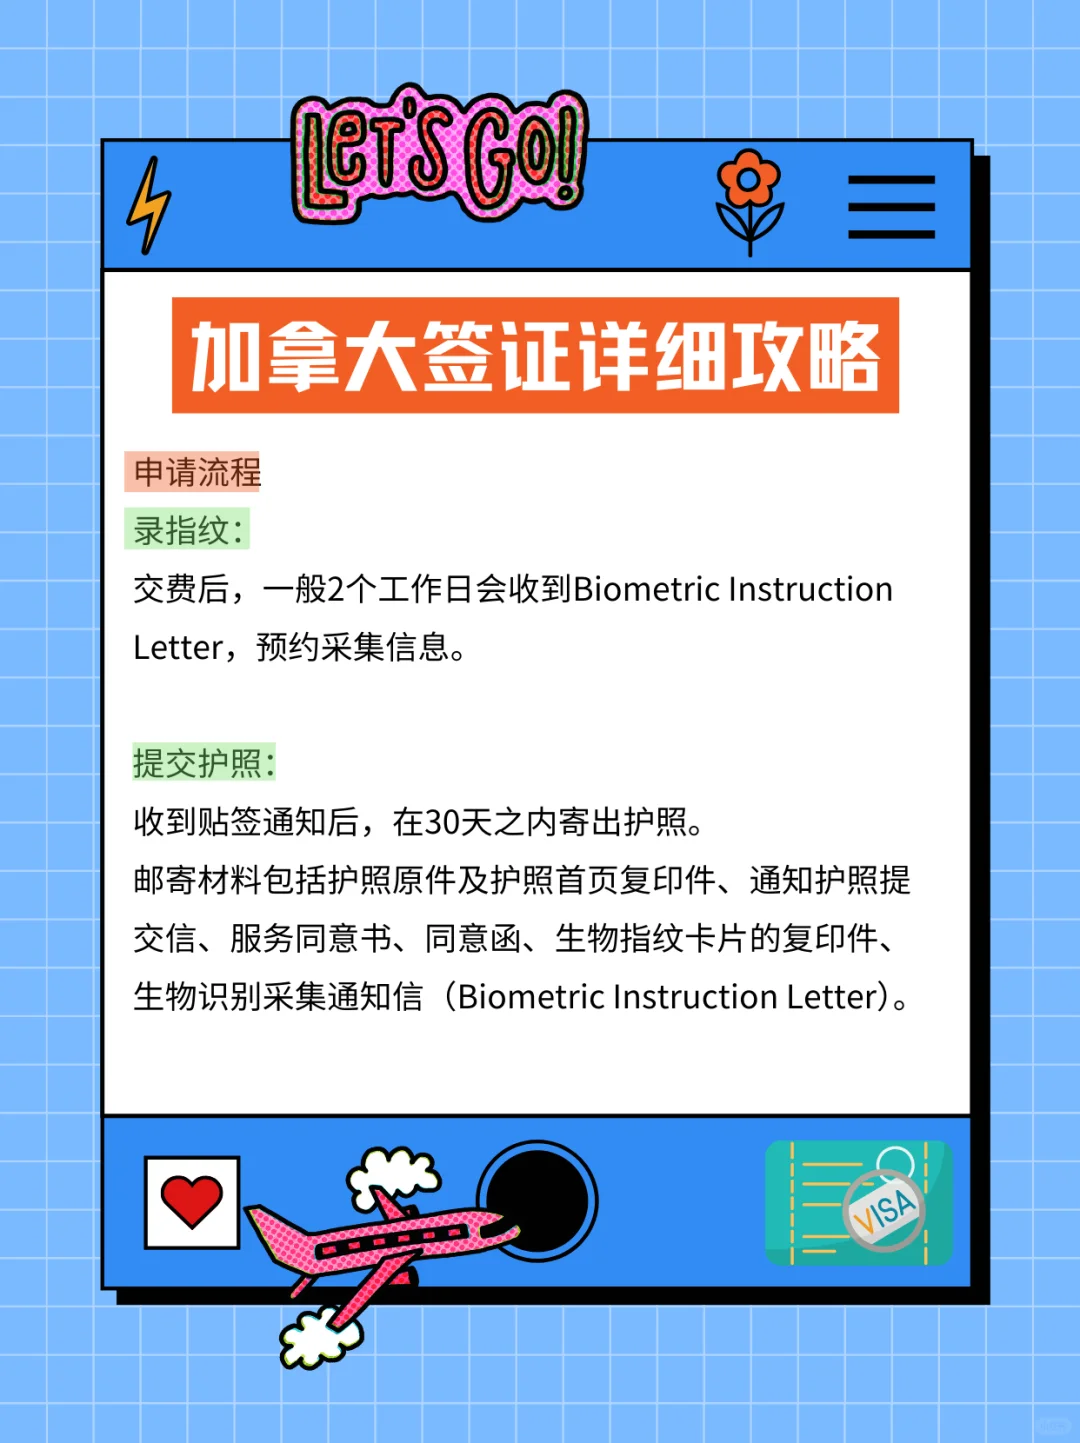 LET'S GO!
加拿大签证详细攻略
申请流程
录指纹：
交费后，一般2个工作日会收到Biometric Instruction
Letter，预约采集信息。
提交护照：
收到贴签通知后，在30天之内寄出护照。
邮寄材料包括护照原件及护照首页复印件、通知护照提
交信、服务同意书、同意函、生物指纹卡片的复印件、
生物识别采集通知信（Biometric Instruction Letter）。
VISA